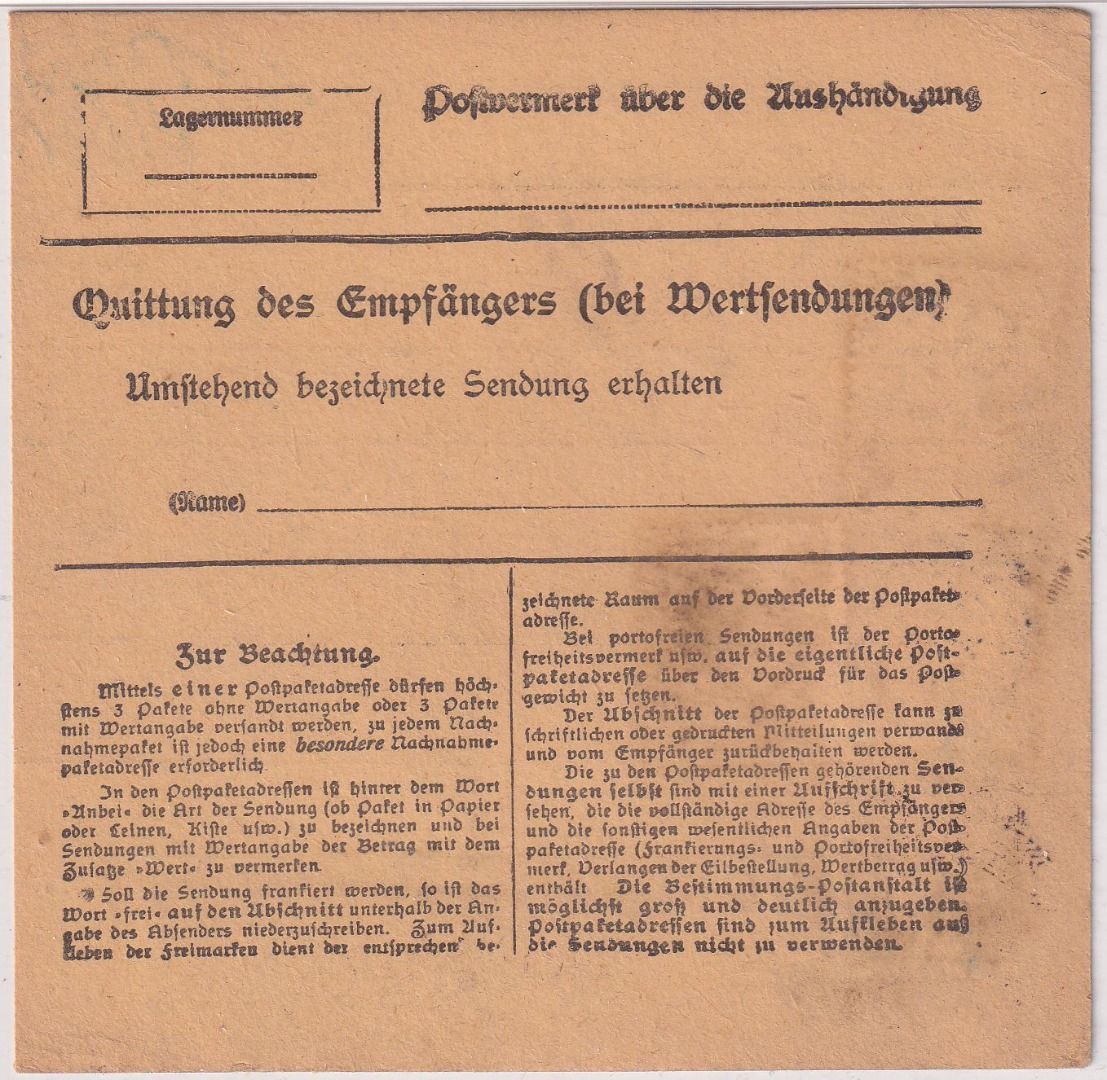 Lagernummer
Postvermerk über die Aushändigung
Quittung des Empfängers (bei Wertsendungen)
Umstehend bezeichnete Sendung erhalten
(Name)
Zur Beachtung.
Mittels einer Postpaketadresse dürfen höch-
stens 3 Pakete ohne Wertangabe oder 3 Pakete
mit Wertangabe versandt werden, zu jedem Nach-
nahmepaket ist jedoch eine besondere Nachnahme-
paketadresse erforderlich
In den Postpaketadressen ist hinter dem Wort
»Anbei« die Art der Sendung (ob Paket in Papier
oder Leinen, Kiste usw.) zu bezeichnen und bei
Sendungen mit Wertangabe der Betrag mit dem
Zusatze »Wert« zu vermerken
Soll die Sendung frankiert werden, so ist das
Wort »frei« auf den Abschnitt unterhalb der An-
gabe des Absenders niederzuschreiben. Zum Auf-
kleben der Freimarken dient der entsprechend be-
zeichnete Raum auf der Vorderseite der Postpaket-
adresse.
Bei portofreien Sendungen ist der Porto-
freiheitsvermerk usw. auf die eigentliche Post-
paketadresse über den Vordruck für das Post-
gewicht zu setzen.
Der Abschnitt der Postpaketadresse kann zu
schriftlichen oder gedruckten Mitteilungen verwandt
und vom Empfänger zurückbehalten werden.
Die zu den Postpaketadressen gehörenden Sen-
dungen selbst sind mit einer Aufschrift zu ver-
sehen, die die vollständige Adresse des Empfängers
und die sonstigen wesentlichen Angaben der Post-
paketadresse (Frankierungs- und Portofreiheitsver-
merk, Verlangen der Eilbestellung, Wertbetrag usw.)
enthält Die Bestimmungs-Postanstalt ist
möglichst groß und deutlich anzugeben.
Postpaketadressen sind zum Aufkleben auf
die Sendungen nicht zu verwenden.